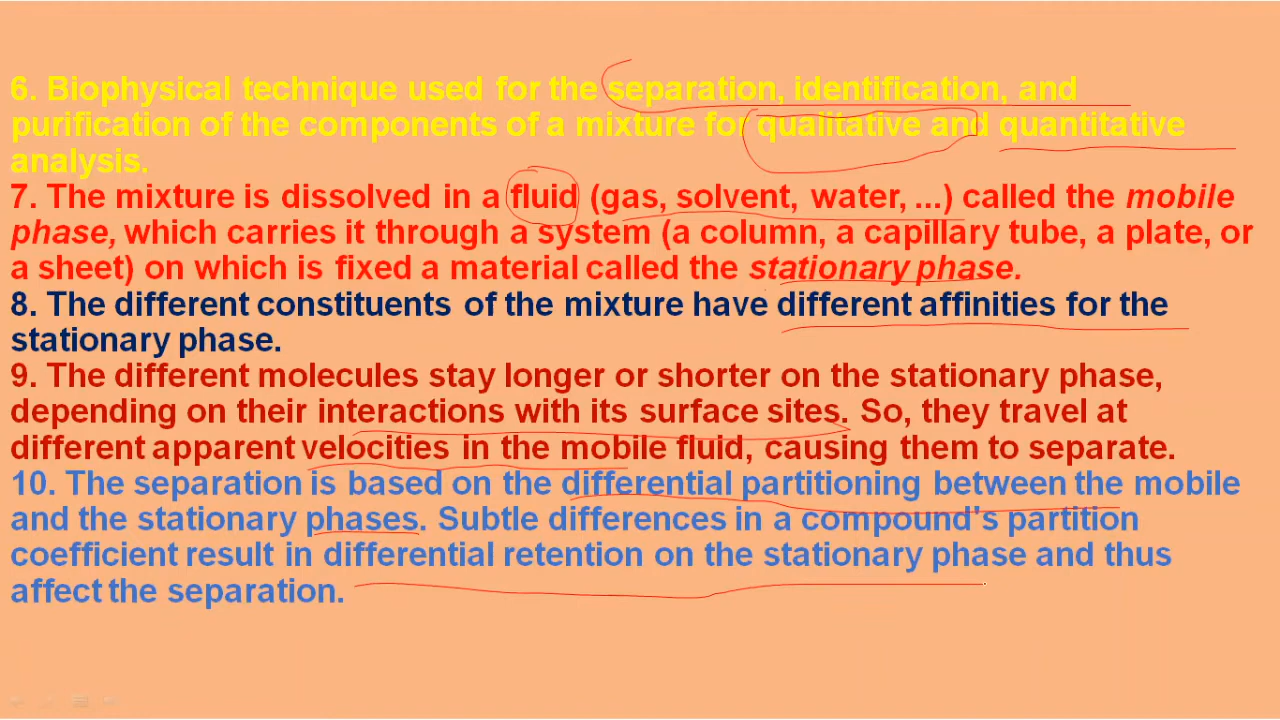 6. Biophysical technique used for the separation, identification, and
purification of the components of a mixture for qualitative and quantitative
analysis.
7. The mixture is dissolved in a fluid (gas, solvent, water, ...) called the mobile
phase, which carries it through a system (a column, a capillary tube, a plate, or
a sheet) on which is fixed a material called the stationary phase.
8. The different constituents of the mixture have different affinities for the
stationary phase.
9. The different molecules stay longer or shorter on the stationary phase,
depending on their interactions with its surface sites. So, they travel at
different apparent velocities in the mobile fluid, causing them to separate.
10. The separation is based on the differential partitioning between the mobile
and the stationary phases. Subtle differences in a compound's partition
coefficient result in differential retention on the stationary phase and thus
affect the separation.